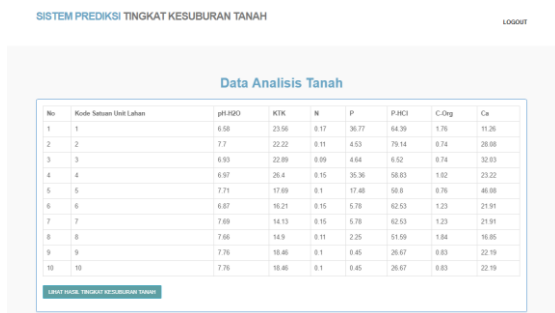 SISTEM PREDIKSI TINGKAT KESUBURAN TANAH
LOGOUT
Data Analisis Tanah
No Kode Satuan Unit Lahan pH-H2O KTK N P P-HCl C-Org Ca
1 1 6.58 23.56 0.17 36.77 64.39 1.76 11.26
2 2 7.7 22.22 0.11 4.53 79.14 0.74 28.08
3 3 6.93 22.89 0.09 4.64 6.52 0.74 32.03
4 4 6.97 26.4 0.15 35.36 58.83 1.02 23.22
5 5 7.71 17.69 0.1 17.48 58.8 0.76 46.08
6 6 6.87 16.21 0.15 5.78 62.53 1.23 21.91
7 7 7.69 14.13 0.15 5.78 62.53 1.23 21.91
8 8 7.66 14.9 0.11 2.25 51.59 1.84 16.85
9 9 7.76 18.46 0.1 0.45 26.67 0.83 22.19
10 10 7.76 18.46 0.1 0.45 26.67 0.83 22.19
LIHAT HASIL TINGKAT KESUBURAN TANAH